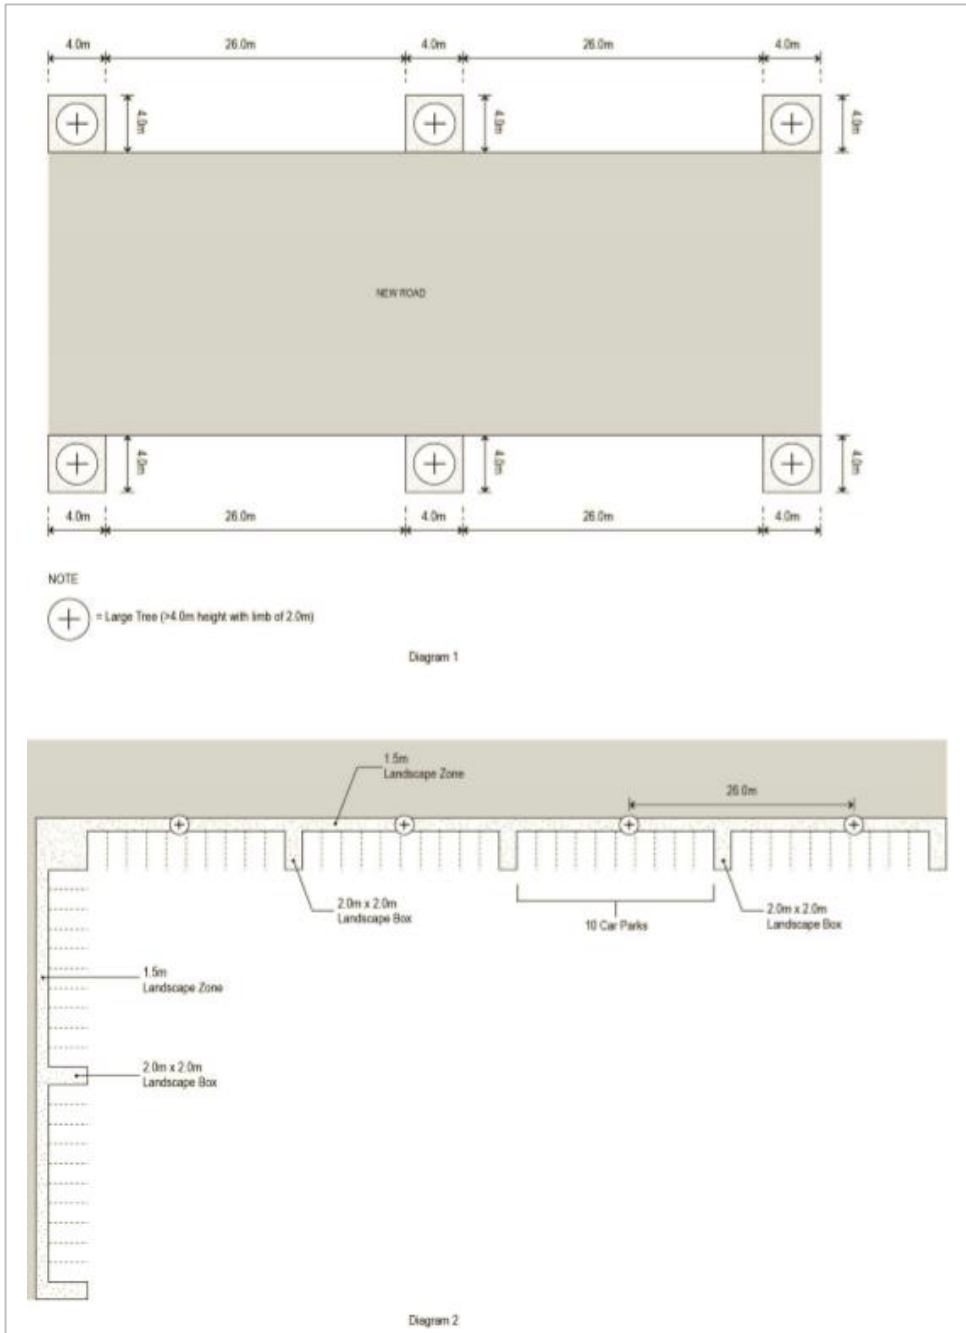 4.0m 26.0m 4.0m 26.0m 4.0m
4.0m 4.0m 4.0m
NEW ROAD
4.0m 4.0m 4.0m
4.0m 26.0m 4.0m 26.0m 4.0m
NOTE
= Large Tree (>4.0m height with limb of 2.0m)
Diagram 1
1.5m
Landscape Zone
26.0m
2.0m x 2.0m
Landscape Box
10 Car Parks
2.0m x 2.0m
Landscape Box
1.5m
Landscape Zone
2.0m x 2.0m
Landscape Box
Diagram 2